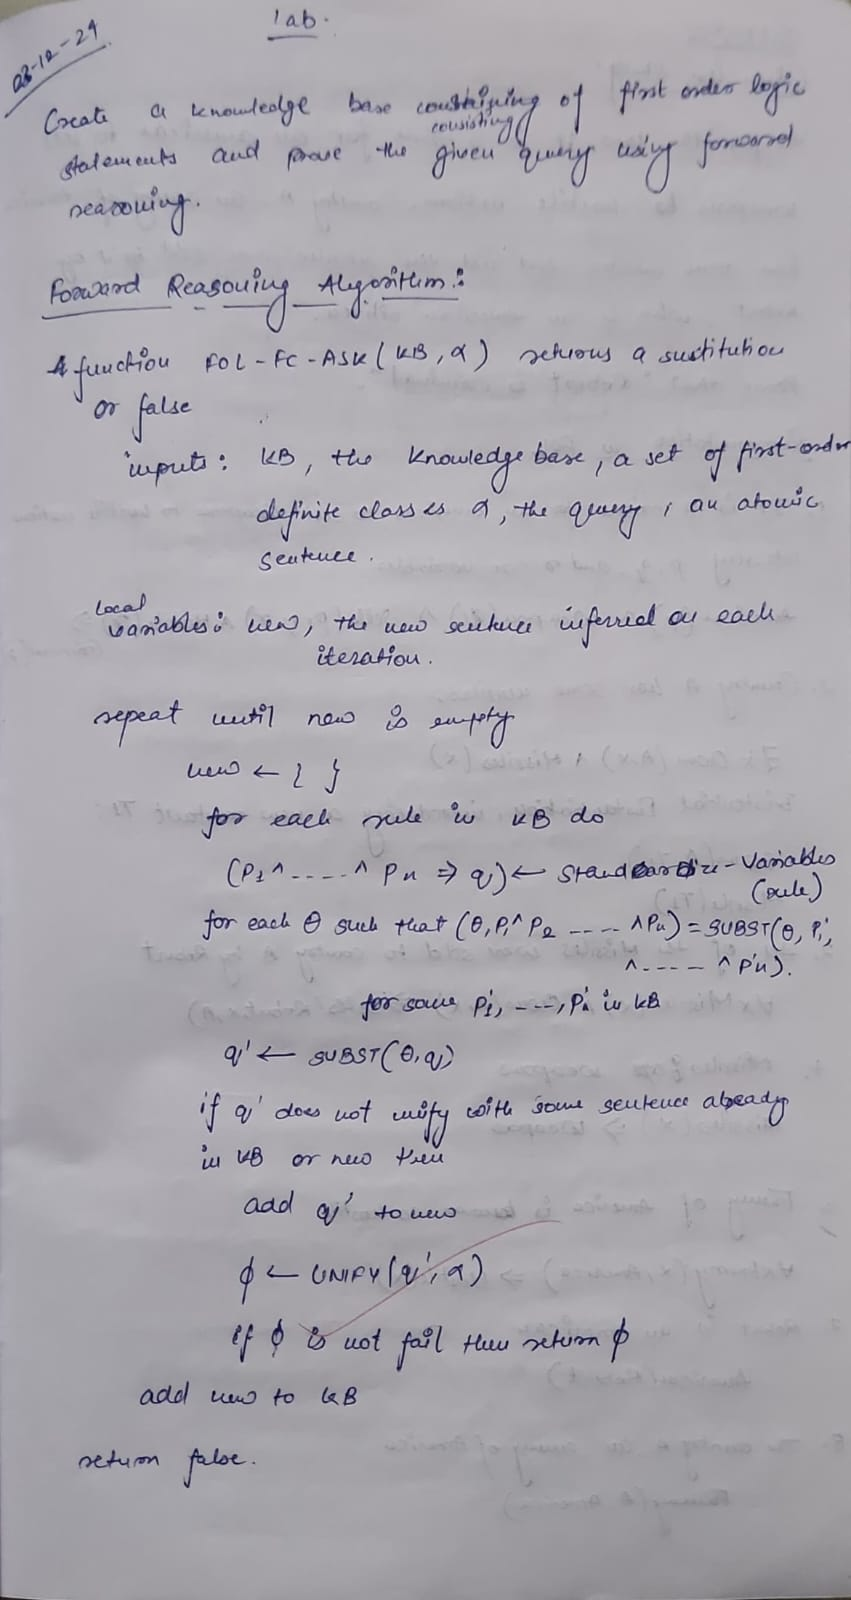 03-12-24
lab.
Create a knowledge base consisting of first order logic
consisting
statements and prove the given query using forward
reasoning.
Forward Reasoning Algorithm:
function FOL-FC-ASK(KB, α) returns a sustitution
or false
inputs: KB, the knowledge base, a set of first-order
definite classes α, the query, an atomic
sentence.
local
variables: new, the new sentence inferred on each
iteration.
repeat until new is empty
new ← { }
for each rule in KB do
(P1 ^ ..... ^ Pn ⇒ q) ← Standardize-Variables
(rule)
for each θ such that (θ, P1 ^ P2 ---- ^ Pn) = SUBST(θ, P1',
^ ---- ^ P'n).
for some P1', ---, Pn' in KB
q' ← SUBST(θ, q)
if q' does not unify with some sentence already
in KB or new then
add q' to new
ϕ ← UNIFY(q', α)
if ϕ is not fail then return ϕ
add new to KB
return false.